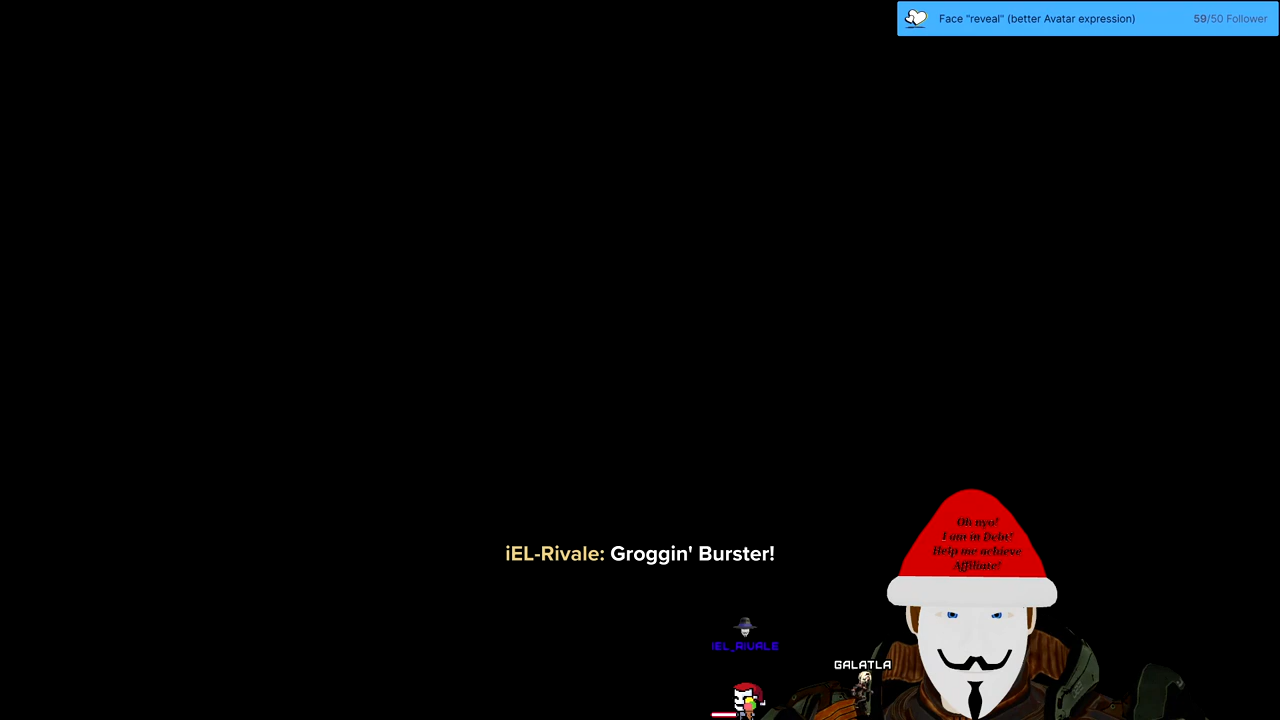 Face "reveal" (better Avatar expression) 59/50 Follower
Oh nyo!
I am in Debt!
Help me achieve
Affiliate!
iEL-Rivale: Groggin' Burster!
IEL_RIVALE
GALATLA